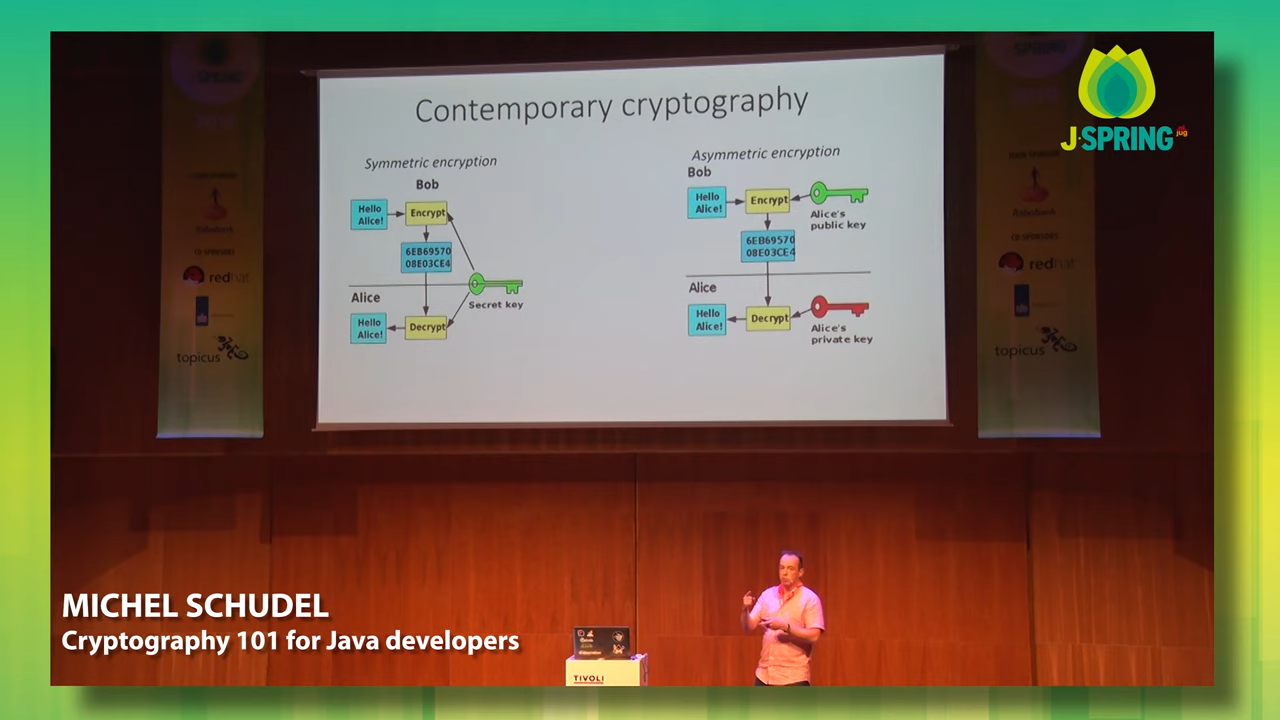 Contemporary cryptography
Symmetric encryption
Bob
Hello
Alice!
Encrypt
6EB69570
08E03CE4
Alice
Secret key
Hello
Alice!
Decrypt
Asymmetric encryption
Bob
Hello
Alice!
Encrypt
Alice's
public key
6EB69570
08E03CE4
Alice
Hello
Alice!
Decrypt
Alice's
private key
J-SPRING
jug
Rabobank
redhat
topicus
Rabobank
redhat
topicus
MICHEL SCHUDEL
Cryptography 101 for Java developers
TIVOLI